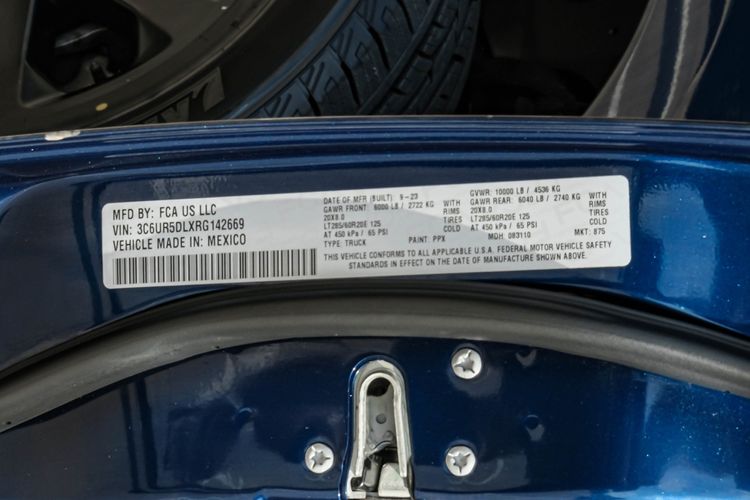 MFD BY: FCA US LLC
VIN: 3C6UR5DLXRG142669
VEHICLE MADE IN: MEXICO
DATE OF MFR (BUILT): 9-23 GVWR: 10000 LB / 4536 KG
GAWR FRONT: 6000 LB / 2722 KG WITH GAWR REAR: 6040 LB / 2740 KG WITH
20X8.0 RIMS 20X8.0 RIMS
LT285/60R20E 125 TIRES LT285/60R20E 125 TIRES
AT 450 kPa / 65 PSI COLD AT 450 kPa / 65 PSI COLD
TYPE: TRUCK PAINT: PPX MDH: 093110 MKT: 875
THIS VEHICLE CONFORMS TO ALL APPLICABLE U.S.A. FEDERAL MOTOR VEHICLE SAFETY
STANDARDS IN EFFECT ON THE DATE OF MANUFACTURE SHOWN ABOVE.